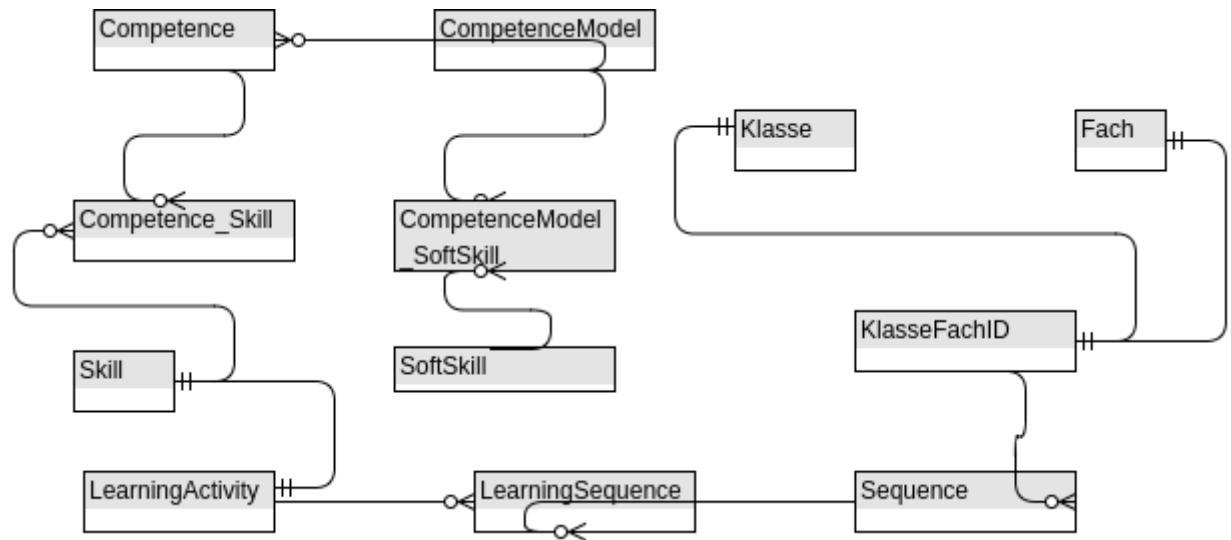 Competence
CompetenceModel
Klasse
Fach
Competence_Skill
CompetenceModel
_SoftSkill
KlasseFachID
Skill
SoftSkill
LearningActivity
LearningSequence
Sequence